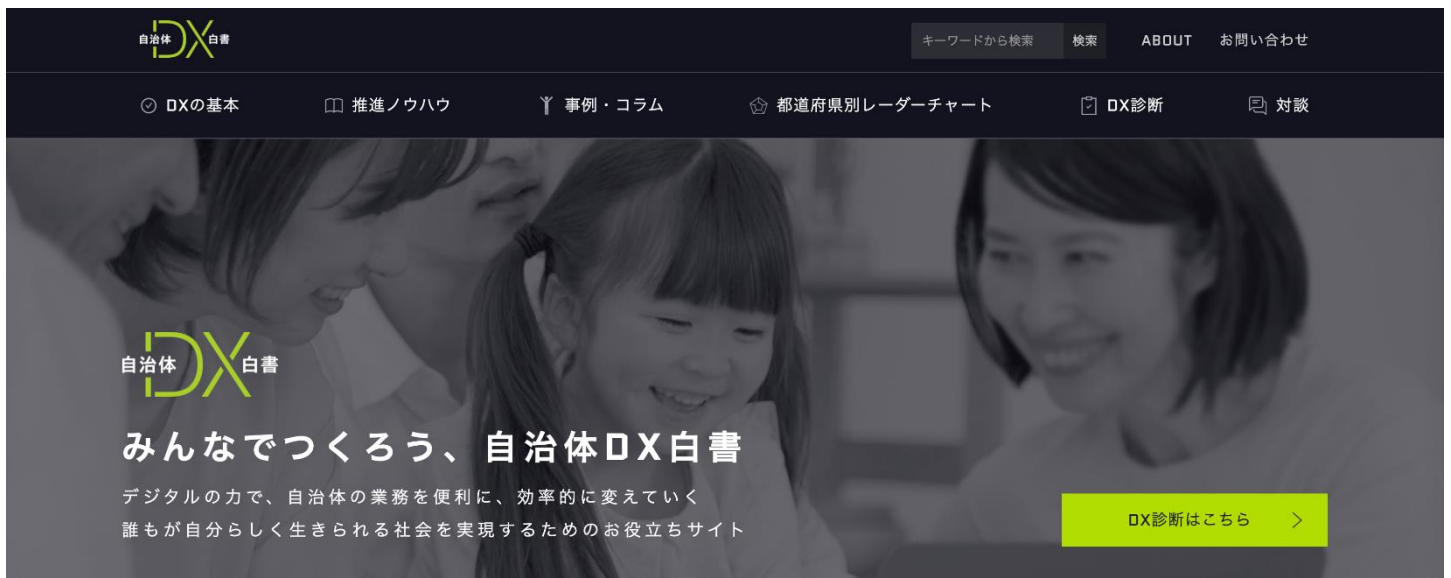 自治体DX白書
キーワードから検索 検索 ABOUT お問い合わせ
DXの基本 推進ノウハウ 事例・コラム 都道府県別レーダーチャート DX診断 対談
自治体DX白書
みんなでつくろう、自治体DX白書
デジタルの力で、自治体の業務を便利に、効率的に変えていく
誰もが自分らしく生きられる社会を実現するためのお役立ちサイト
DX診断はこちら